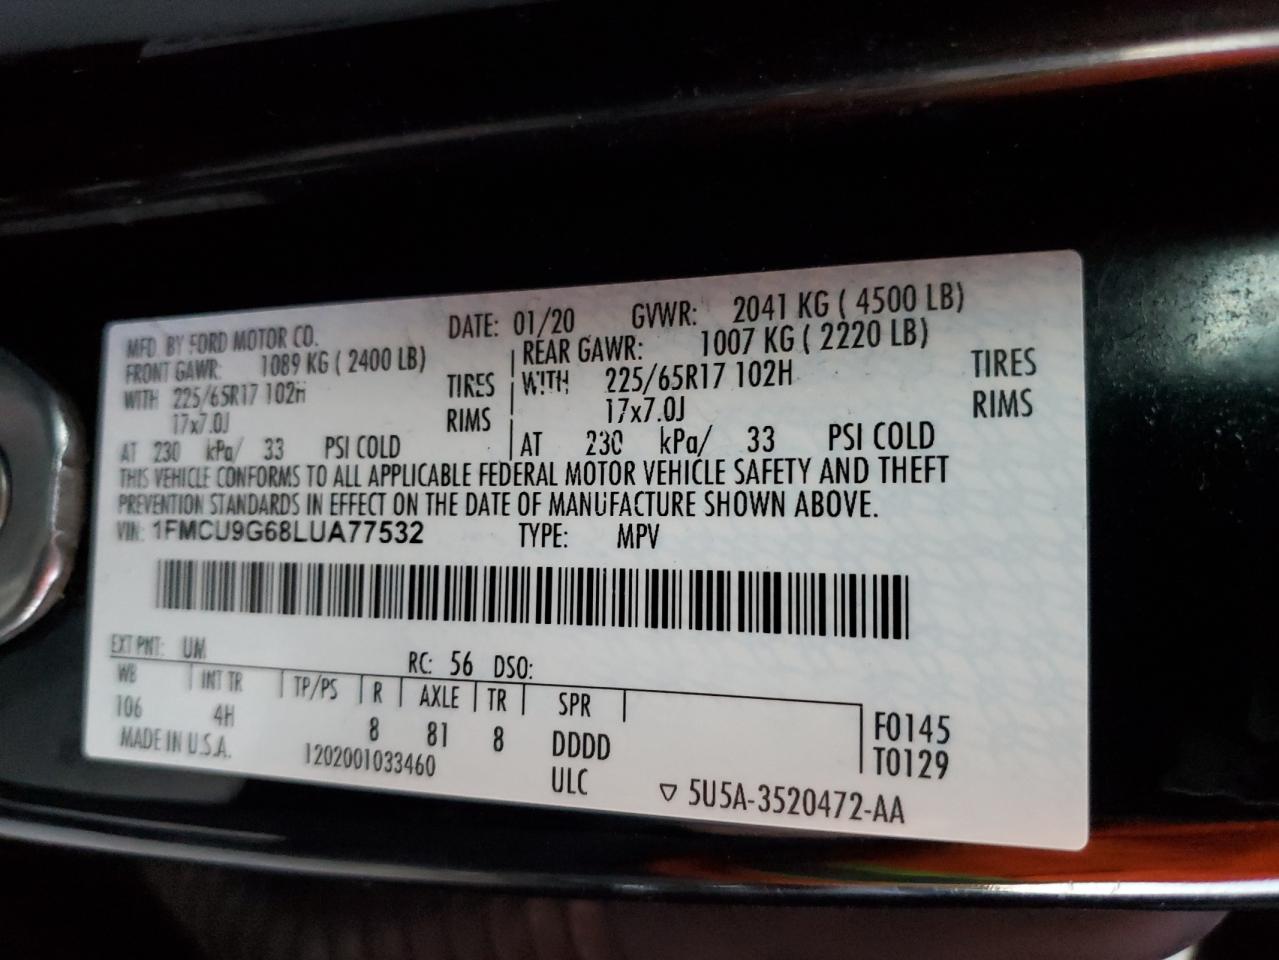 MFD. BY FORD MOTOR CO. DATE: 01/20 GVWR: 2041 KG ( 4500 LB)
FRONT GAWR: 1089 KG ( 2400 LB) REAR GAWR: 1007 KG ( 2220 LB)
WITH 225/65R17 102H TIRES WITH 225/65R17 102H TIRES
17x7.0J RIMS 17x7.0J RIMS
AT 230 kPa/ 33 PSI COLD AT 230 kPa/ 33 PSI COLD
THIS VEHICLE CONFORMS TO ALL APPLICABLE FEDERAL MOTOR VEHICLE SAFETY AND THEFT
PREVENTION STANDARDS IN EFFECT ON THE DATE OF MANUFACTURE SHOWN ABOVE.
VIN: 1FMCU9G68LUA77532 TYPE: MPV
EXT PNT: UM RC: 56 DSO:
WB INT TR TP/PS R AXLE TR SPR
106 4H 8 81 8 DDDD F0145
MADE IN U.S.A. 1202001033460 ULC T0129
▽ 5U5A-3520472-AA